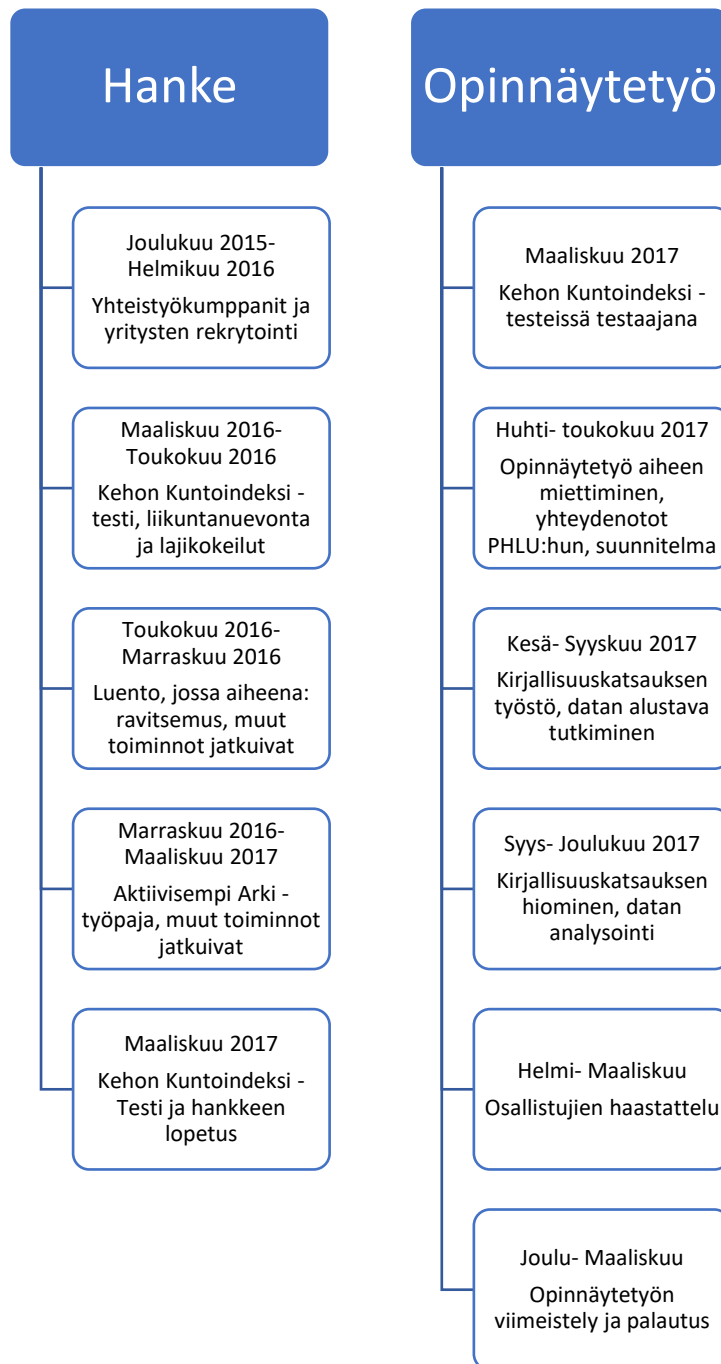 Hanke
Joulukuu 2015-
Helmikuu 2016
Yhteistyökumppanit ja
yritysten rekrytointi
Maaliskuu 2016-
Toukokuu 2016
Kehon Kuntoindeksi -
testi, liikuntanuevonta
ja lajikokeilut
Toukokuu 2016-
Marraskuu 2016
Luento, jossa aiheena:
ravitsemus, muut
toiminnot jatkuivat
Marraskuu 2016-
Maaliskuu 2017
Aktiivisempi Arki -
työpaja, muut toiminnot
jatkuivat
Maaliskuu 2017
Kehon Kuntoindeksi -
Testi ja hankkeen
lopetus
Opinnäytetyö
Maaliskuu 2017
Kehon Kuntoindeksi -
testeissä testaajana
Huhti- toukokuu 2017
Opinnäytetyö aiheen
miettiminen,
yhteydenotot
PHLU:hun, suunnitelma
Kesä- Syyskuu 2017
Kirjallisuuskatsauksen
työstö, datan alustava
tutkiminen
Syys- Joulukuu 2017
Kirjallisuuskatsauksen
hiominen, datan
analysointi
Helmi- Maaliskuu
Osallistujien haastattelu
Joulu- Maaliskuu
Opinnäytetyön
viimeistely ja palautus